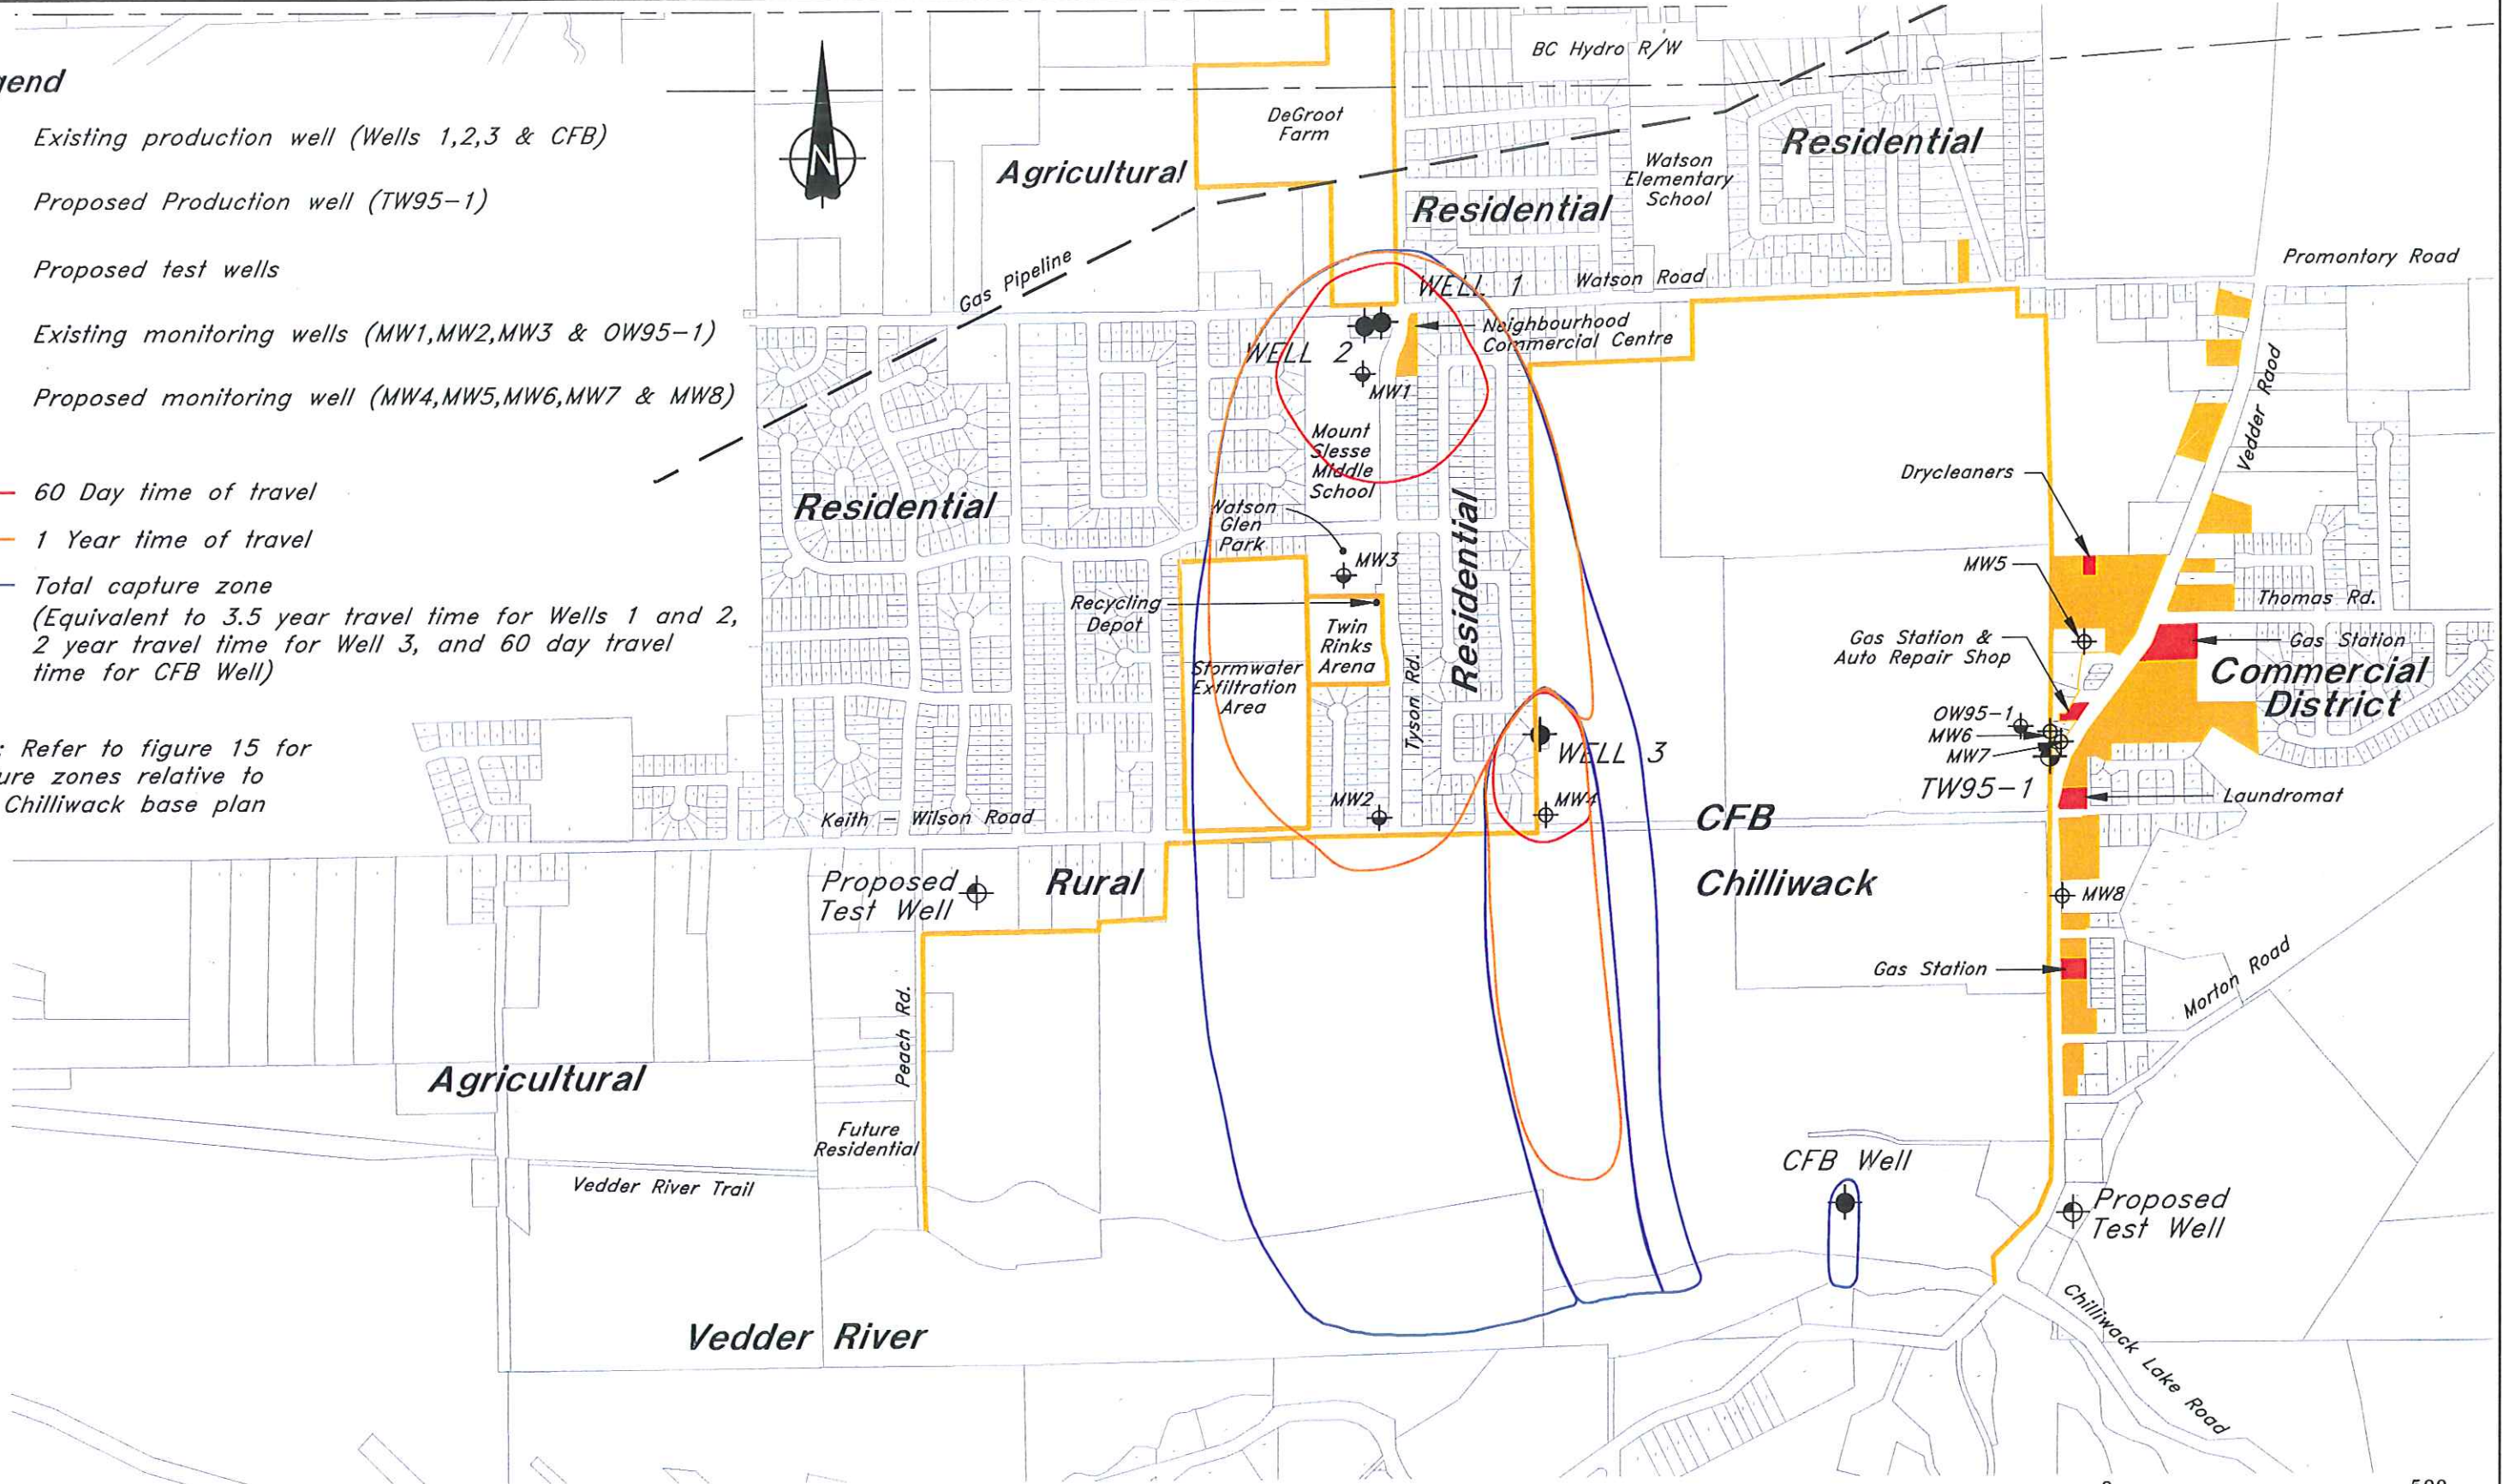 gend
Existing production well (Wells 1,2,3 & CFB)
Proposed Production well (TW95-1)
Proposed test wells
Existing monitoring wells (MW1,MW2,MW3 & OW95-1)
Proposed monitoring well (MW4,MW5,MW6,MW7 & MW8)
60 Day time of travel
1 Year time of travel
Total capture zone
(Equivalent to 3.5 year travel time for Wells 1 and 2,
2 year travel time for Well 3, and 60 day travel
time for CFB Well)
: Refer to figure 15 for
ure zones relative to
Chilliwack base plan
N
BC Hydro R/W
DeGroot
Farm
Agricultural
Residential
Watson
Elementary
School
Residential
Gas Pipeline
WELL 1
Watson Road
Promontory Road
Neighbourhood
Commercial Centre
WELL 2
MW1
Mount
Slesse
Middle
School
Vedder Raod
Drycleaners
Residential
Watson
Glen
Park
Residential
MW3
MW5
Recycling
Depot
Twin
Rinks
Arena
Thomas Rd.
Gas Station &
Auto Repair Shop
Gas Station
Commercial
District
Stormwater
Exfiltration
Area
Tyson Rd.
OW95-1
MW6
MW7
TW95-1
WELL 3
MW2
MW4
Laundromat
Keith - Wilson Road
CFB
Chilliwack
Proposed
Test Well
Rural
MW8
Gas Station
Morton Road
Peach Rd.
Agricultural
Future
Residential
Vedder River Trail
CFB Well
Proposed
Test Well
Vedder River
Chilliwack Lake Road